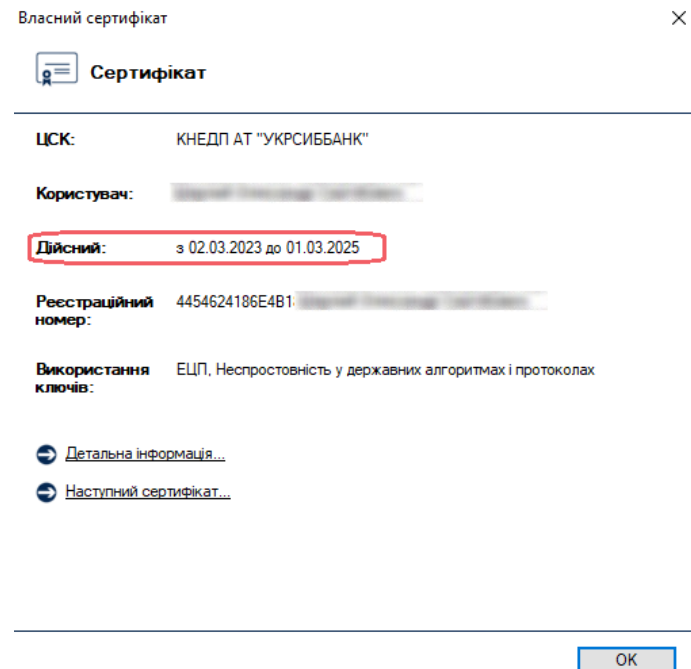 Власний сертифікат
Сертифікат
ЦСК: КНЕДП АТ "УКРСИББАНК"
Користувач:
Дійсний: з 02.03.2023 до 01.03.2025
Реєстраційний номер: 4454624186E4B1
Використання ключів: ЕЦП, Неспростовність у державних алгоритмах і протоколах
Детальна інформація...
Наступний сертифікат...
OK